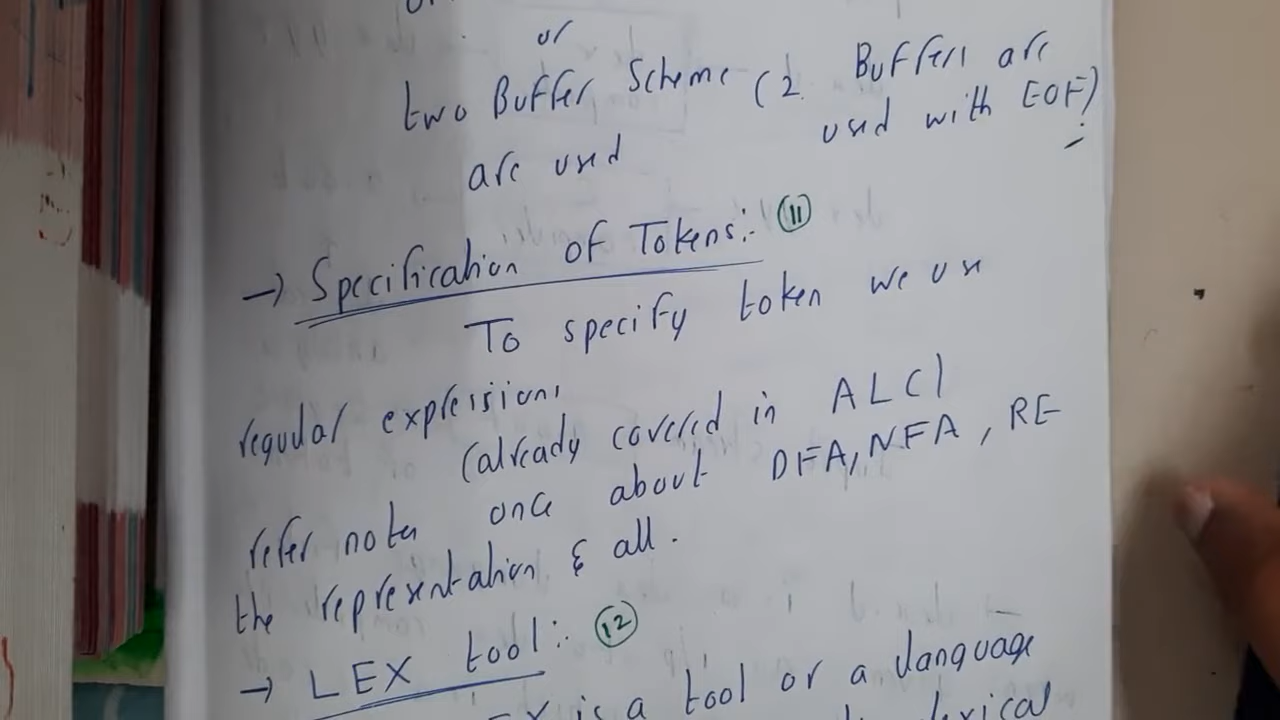 or
two Buffer Scheme (2 Buffers are
are used used with EOF)
→ Specification of Tokens:- 11
To specify token we use
regular expressions
(already covered in ALC)
refer notes once about DFA, NFA, RE
the representation & all.
→ LEX tool:- 12
is a tool or a language
lexical